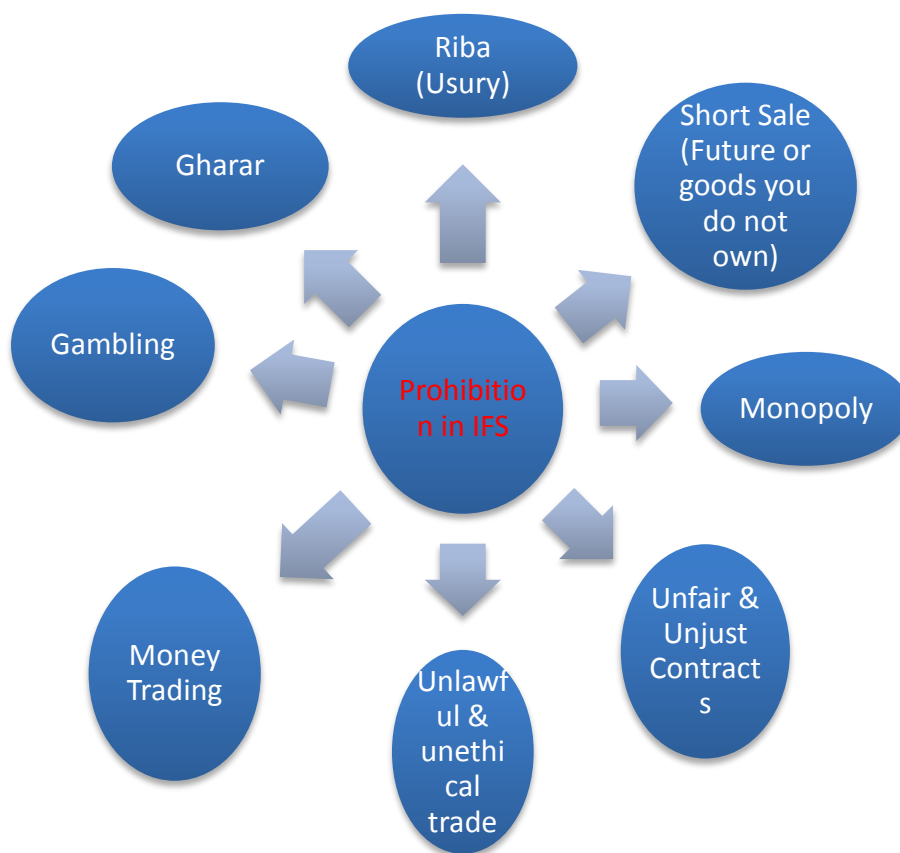 Riba
(Usury)
Short Sale
(Future or
goods you
do not
own)
Gharar
Gambling
Prohibitio
n in IFS
Monopoly
Unfair &
Unjust
Contract
s
Money
Trading
Unlawf
ul &
unethi
cal
trade